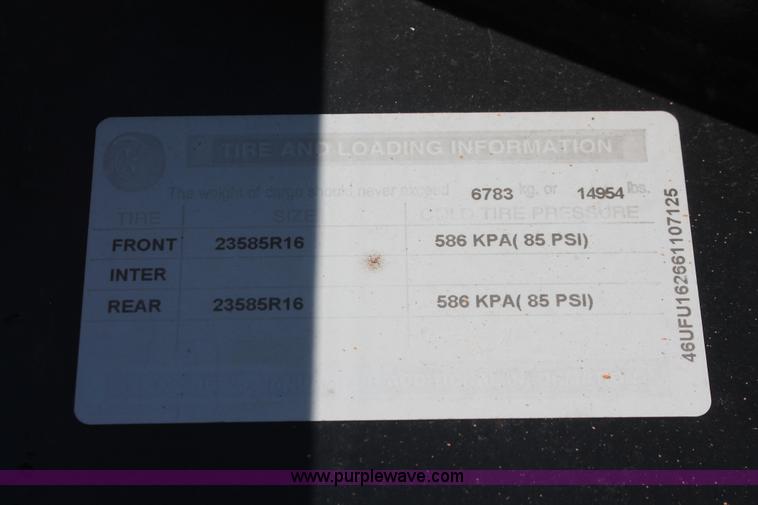 TIRE AND LOADING INFORMATION
The weight of cargo should never exceed 6783 kg. or 14954 lbs.
TIRE SIZE COLD TIRE PRESSURE
FRONT 23585R16 586 KPA( 85 PSI)
INTER
REAR 23585R16 586 KPA( 85 PSI)
46UFU162661107125
www.purplewave.com